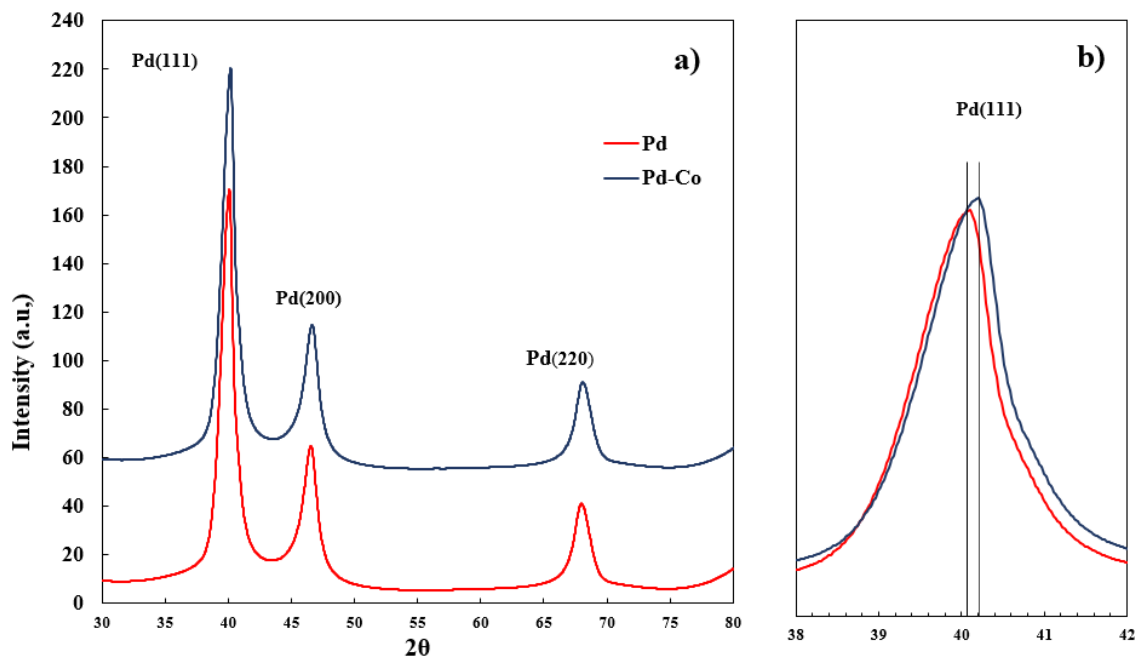 a)
Pd(111)
Pd
Pd-Co
Pd(200)
Pd(220)
Intensity (a.u,)
240
220
200
180
160
140
120
100
80
60
40
20
0
30 35 40 45 50 55 60 65 70 75 80
2θ
b)
Pd(111)
38 39 40 41 42